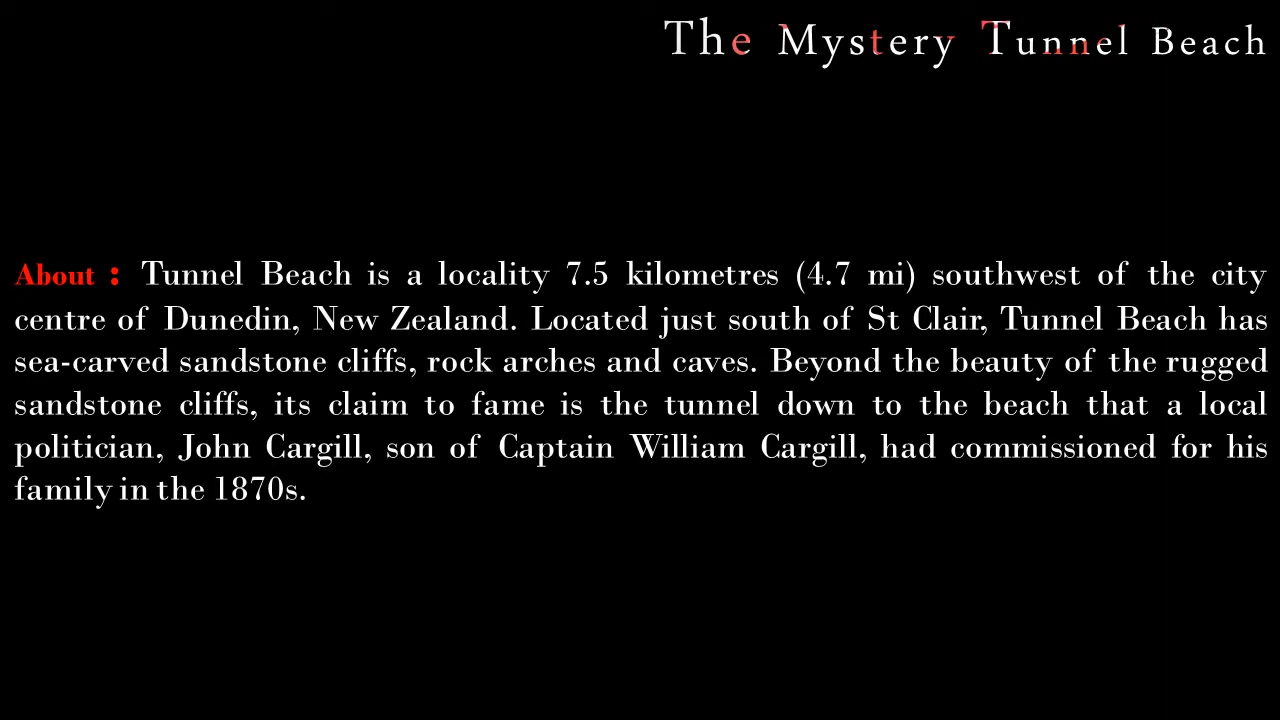 The Mystery Tunnel Beach
About : Tunnel Beach is a locality 7.5 kilometres (4.7 mi) southwest of the city
centre of Dunedin, New Zealand. Located just south of St Clair, Tunnel Beach has
sea-carved sandstone cliffs, rock arches and caves. Beyond the beauty of the rugged
sandstone cliffs, its claim to fame is the tunnel down to the beach that a local
politician, John Cargill, son of Captain William Cargill, had commissioned for his
family in the 1870s.